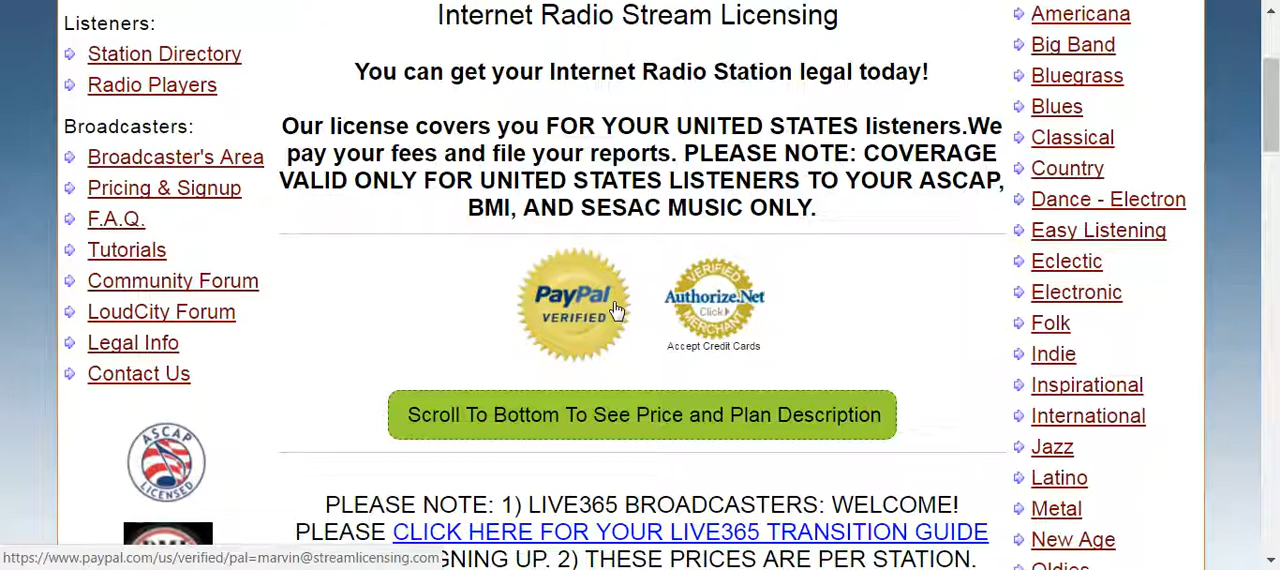 Listeners:
Station Directory
Radio Players
Broadcasters:
Broadcaster's Area
Pricing & Signup
F.A.Q.
Tutorials
Community Forum
LoudCity Forum
Legal Info
Contact Us
ASCAP
LICENSED
Internet Radio Stream Licensing
You can get your Internet Radio Station legal today!
Our license covers you FOR YOUR UNITED STATES listeners.We
pay your fees and file your reports. PLEASE NOTE: COVERAGE
VALID ONLY FOR UNITED STATES LISTENERS TO YOUR ASCAP,
BMI, AND SESAC MUSIC ONLY.
PayPal
VERIFIED
VERIFIED
Authorize.Net
Click
MERCHANT
Accept Credit Cards
Scroll To Bottom To See Price and Plan Description
PLEASE NOTE: 1) LIVE365 BROADCASTERS: WELCOME!
PLEASE CLICK HERE FOR YOUR LIVE365 TRANSITION GUIDE
GNING UP. 2) THESE PRICES ARE PER STATION.
Americana
Big Band
Bluegrass
Blues
Classical
Country
Dance - Electron
Easy Listening
Eclectic
Electronic
Folk
Indie
Inspirational
International
Jazz
Latino
Metal
New Age
https://www.paypal.com/us/verified/pal=marvin@streamlicensing.com